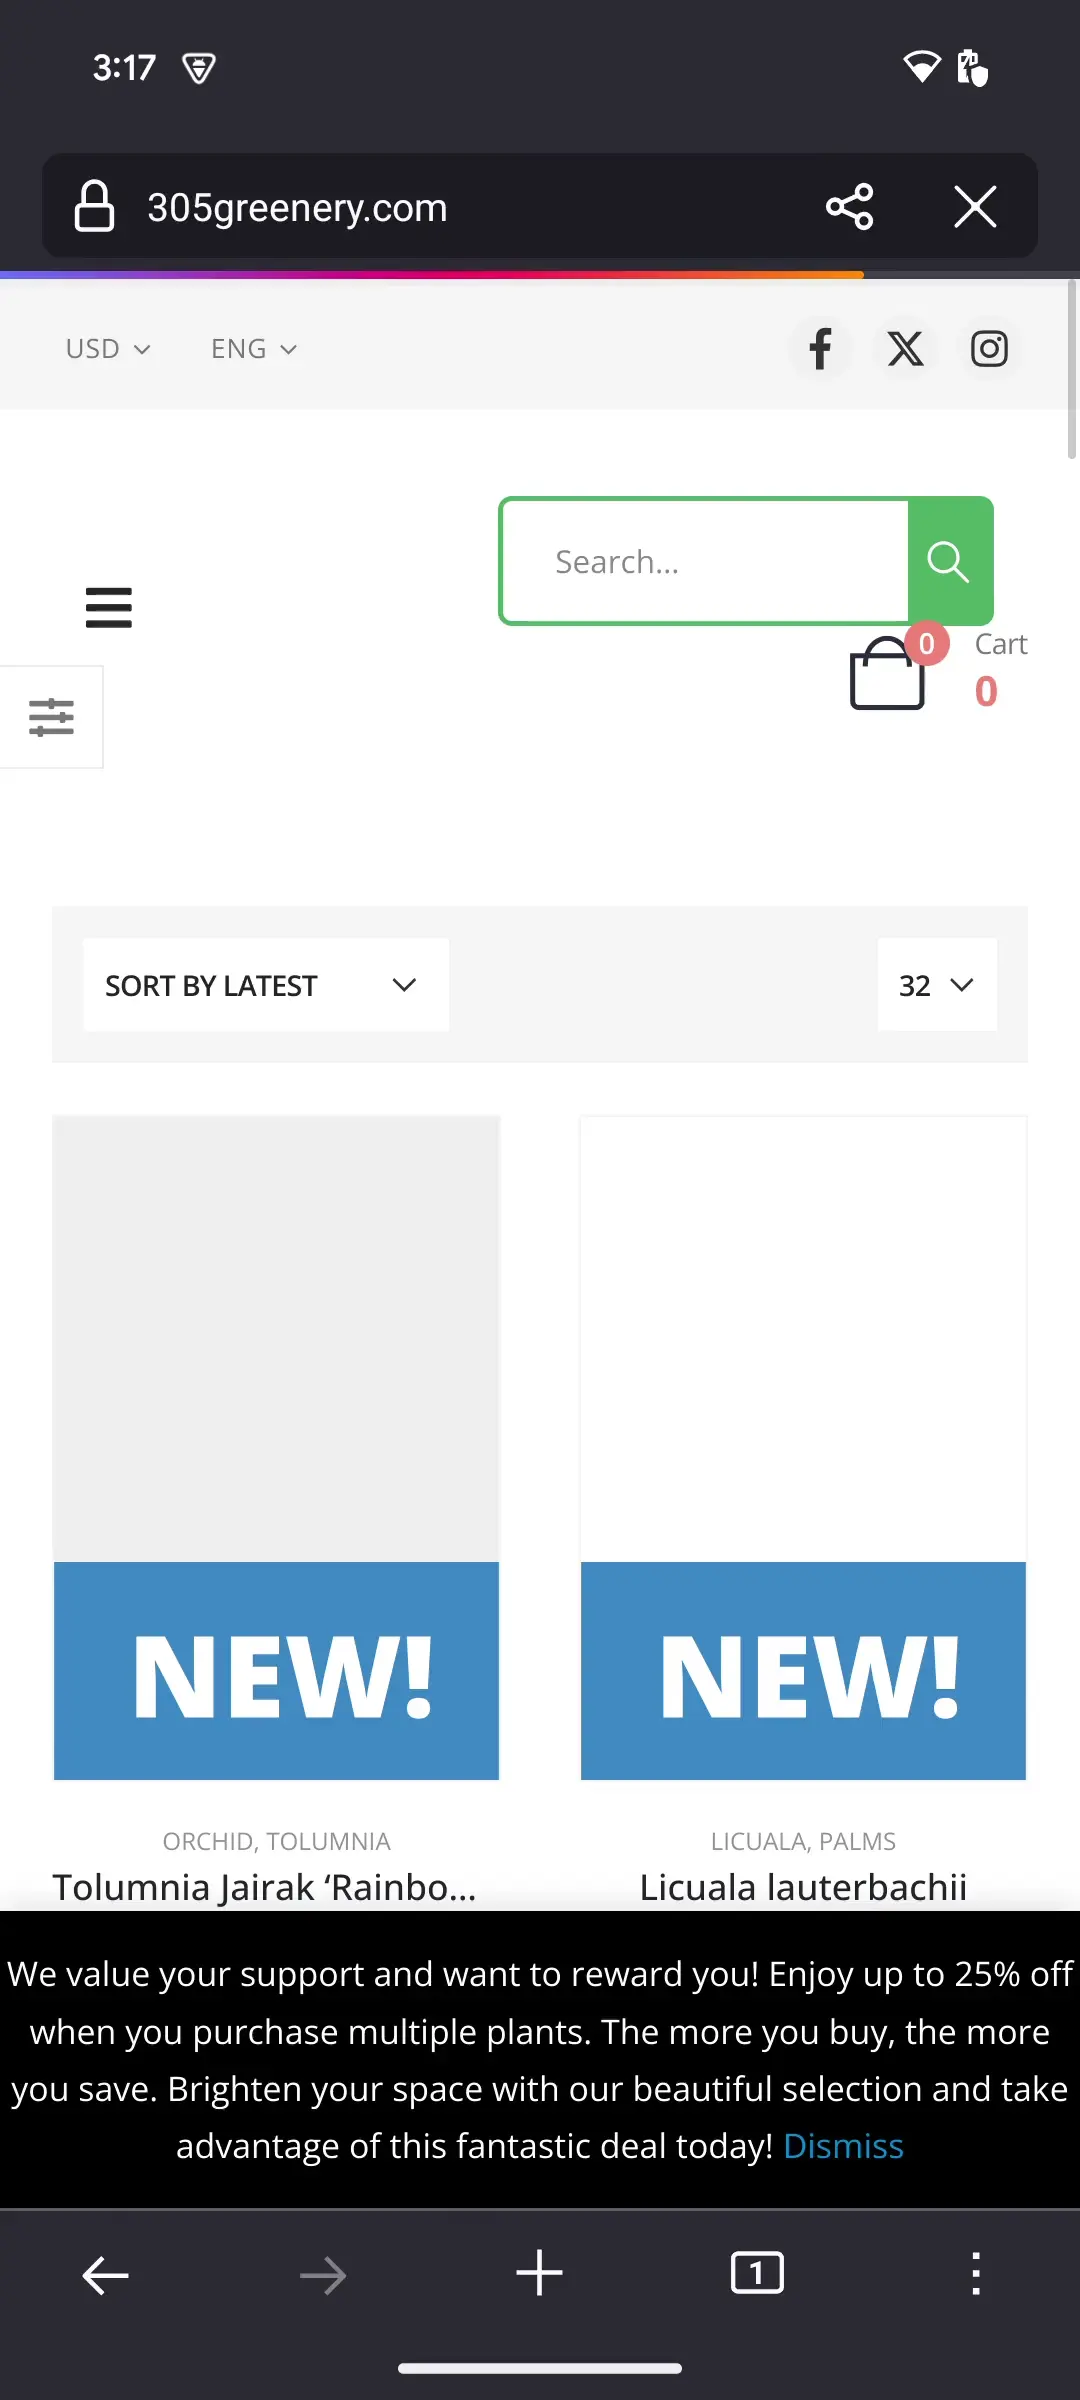 3:17
305greenery.com
USD ENG
Search...
0 Cart
0
SORT BY LATEST 32
NEW! NEW!
ORCHID, TOLUMNIA LICUALA, PALMS
Tolumnia Jairak ‘Rainbo... Licuala lauterbachii
We value your support and want to reward you! Enjoy up to 25% off
when you purchase multiple plants. The more you buy, the more
you save. Brighten your space with our beautiful selection and take
advantage of this fantastic deal today! Dismiss
1